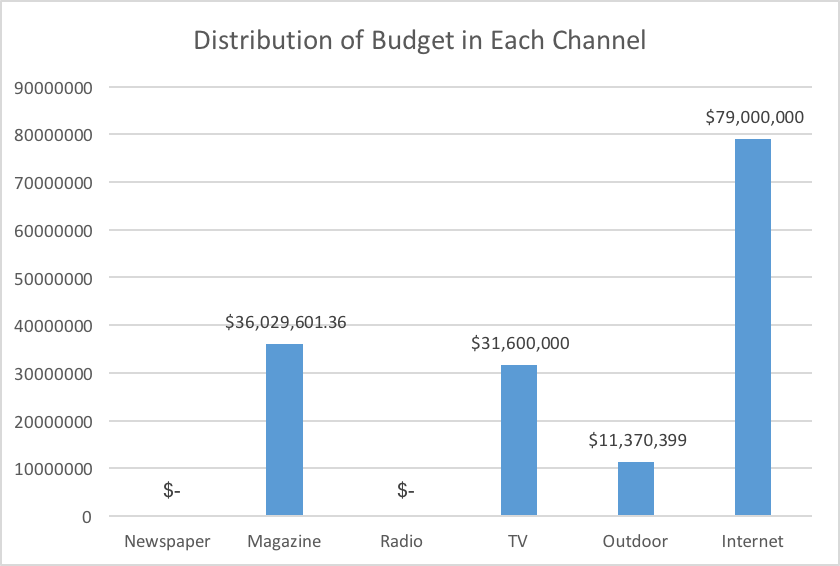 Distribution of Budget in Each Channel
90000000
80000000
70000000
60000000
50000000
40000000
30000000
20000000
10000000
0
$-
$36,029,601.36
$-
$31,600,000
$11,370,399
$79,000,000
Newspaper
Magazine
Radio
TV
Outdoor
Internet